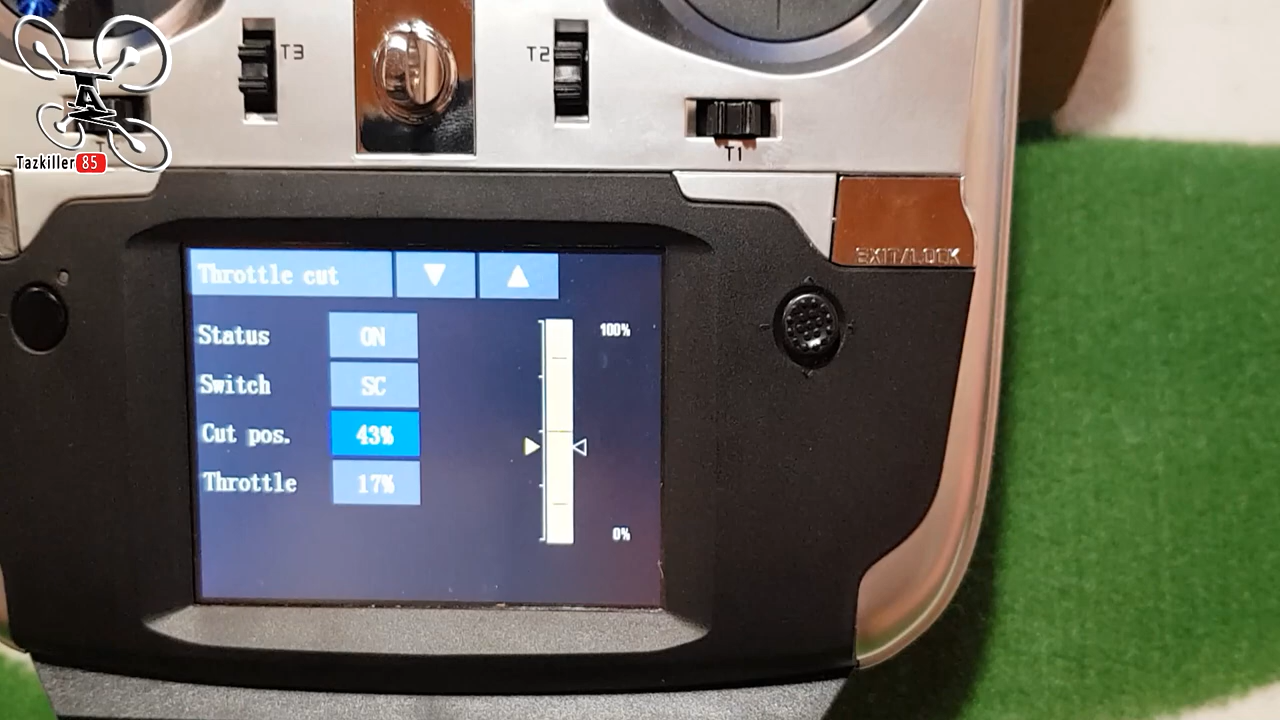 T3
T2
T1
Tazkiller 85
EXIT/LOCK
Throttle cut
Status ON
100%
Switch SC
Cut pos. 43%
Throttle 17%
0%